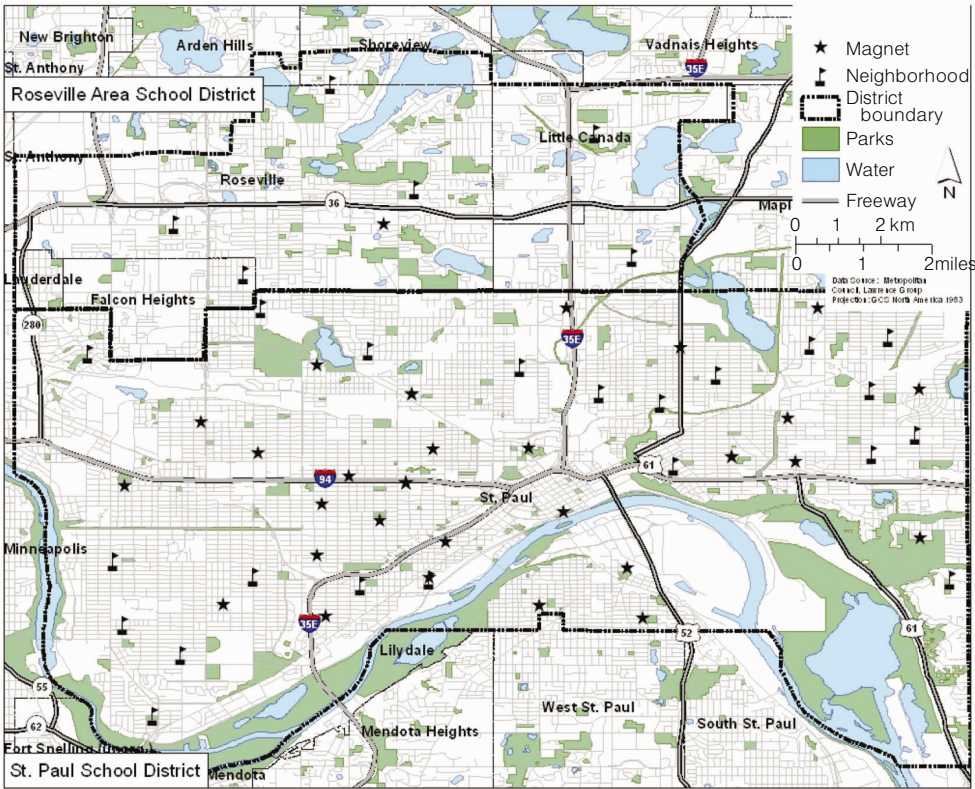 New Brighton
Arden Hills
Shoreview
Vadnais Heights
St. Anthony
35E
Roseville Area School District
Little Canada
St. Anthony
Roseville
36
Mapl
Lauderdale
Falcon Heights
280
35E
61
94
St. Paul
Minneapolis
35E
52
61
Lilydale
55
62
West St. Paul
South St. Paul
Mendota Heights
Fort Snelling
St. Paul School District
Mendota
Magnet
Neighborhood
District
boundary
Parks
Water
Freeway
N
0 1 2 km
0 1 2miles
Data Source: Metropolitan
Council, Lawrence Group
Projection: GCS North America 1983